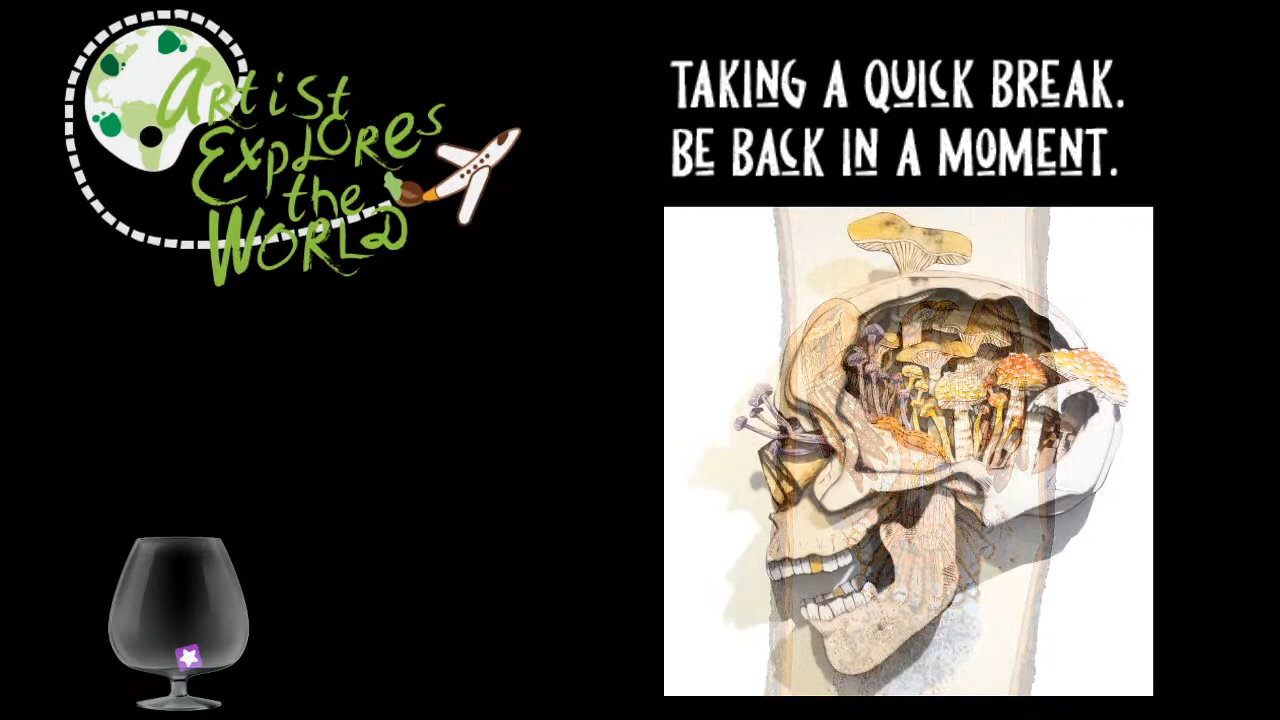 Artist
Explores
the
World
TAKING A QUICK BREAK.
BE BACK IN A MOMENT.